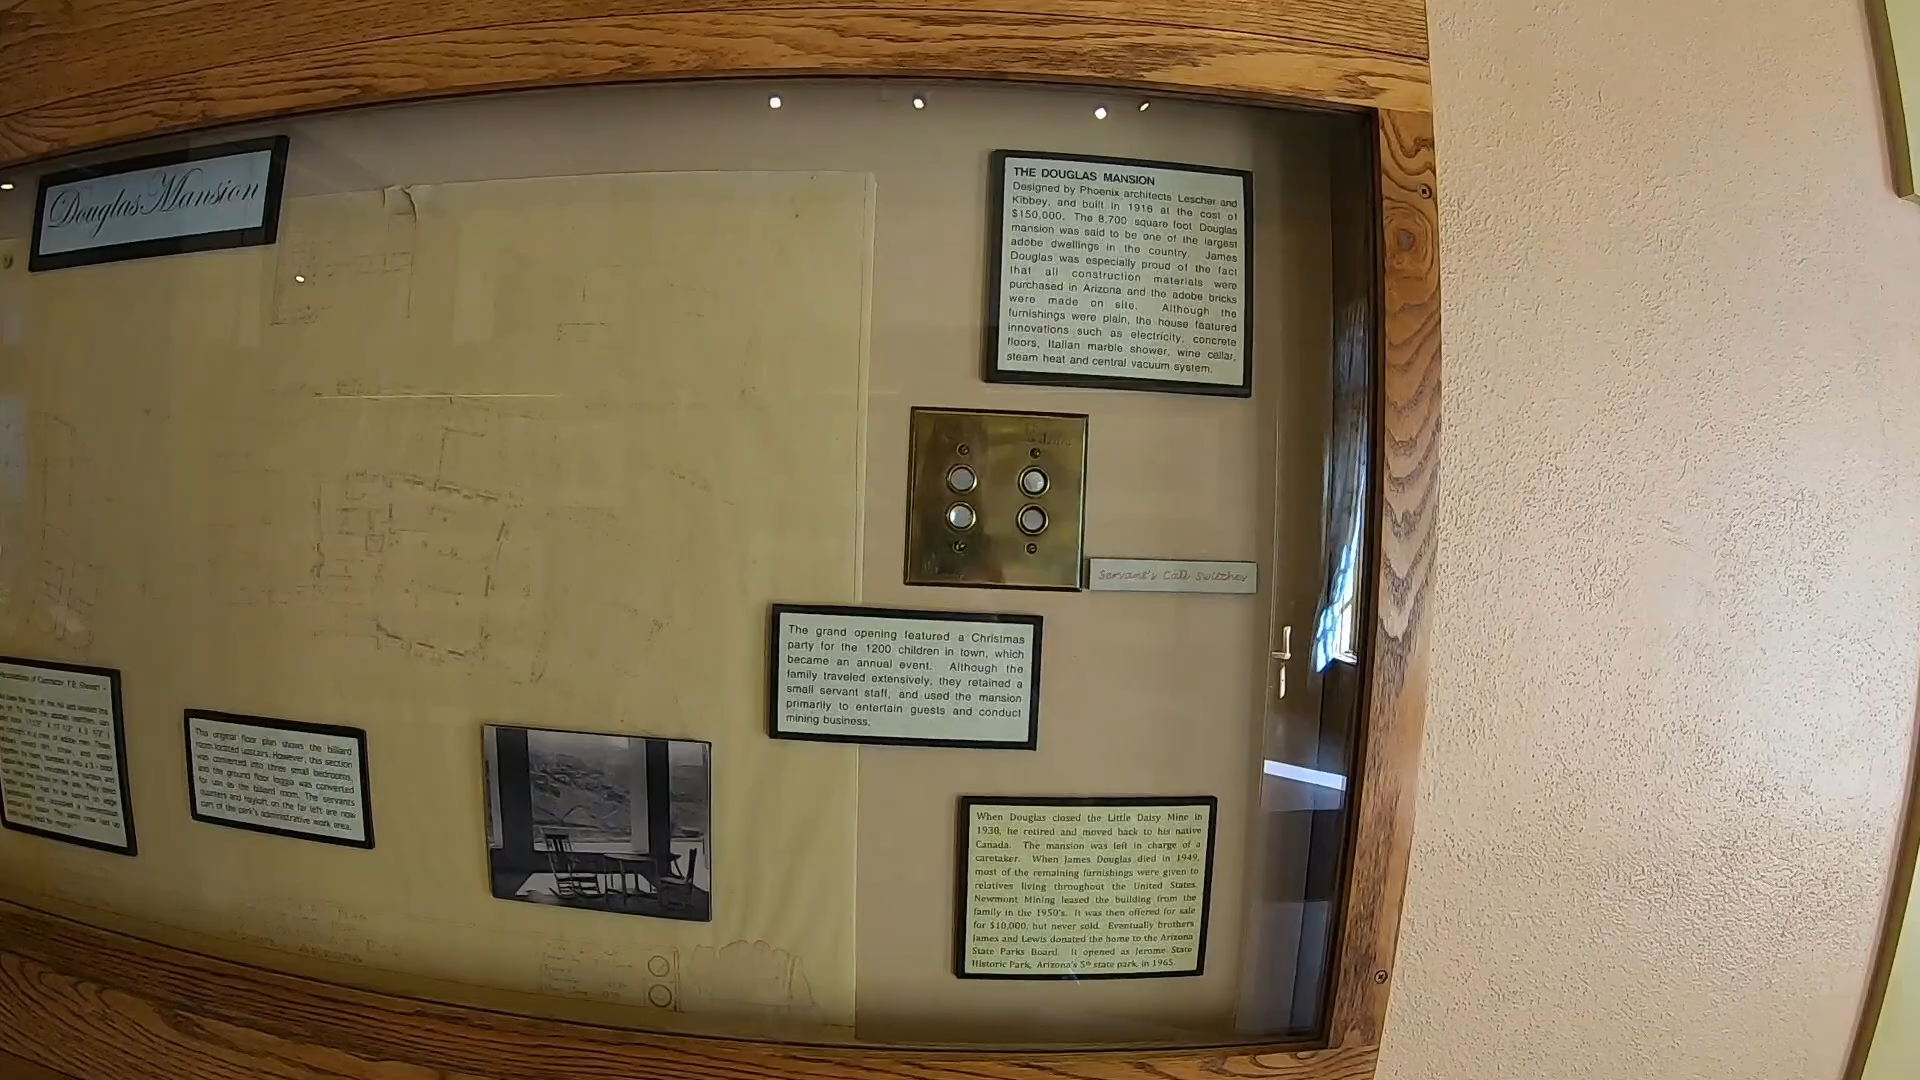 Douglas Mansion
THE DOUGLAS MANSION
Designed by Phoenix architects Lescher and
Kibbey, and built in 1916 at the cost of
$150,000. The 8,700 square foot Douglas
mansion was said to be one of the largest
adobe dwellings in the country. James
Douglas was especially proud of the fact
that all construction materials were
purchased in Arizona and the adobe bricks
were made on site. Although the
furnishings were plain, the house featured
innovations such as electricity, concrete
floors, Italian marble shower, wine cellar,
steam heat and central vacuum system.
Servant's Call Switches
The grand opening featured a Christmas
party for the 1200 children in town, which
became an annual event. Although the
family traveled extensively, they retained a
small servant staff, and used the mansion
primarily to entertain guests and conduct
mining business.
This original floor plan shows the billiard
room located upstairs. However, this section
was converted into three small bedrooms,
and the ground floor loggia was converted
for use as the billiard room. The servants
quarters and hayloft on the far left are now
part of the park's administrative work area.
When Douglas closed the Little Daisy Mine in
1938, he retired and moved back to his native
Canada. The mansion was left in charge of a
caretaker. When James Douglas died in 1949,
most of the remaining furnishings were given to
relatives living throughout the United States.
Newmont Mining leased the building from the
family in the 1950's. It was then offered for sale
for $10,000, but never sold. Eventually brothers
James and Lewis donated the home to the Arizona
State Parks Board. It opened as Jerome State
Historic Park, Arizona's 5th state park, in 1965.